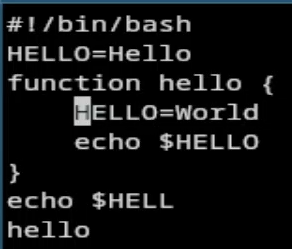 #!/bin/bash
HELLO=Hello
function hello {
    HELLO=World
    echo $HELLO
}
echo $HELL
hello